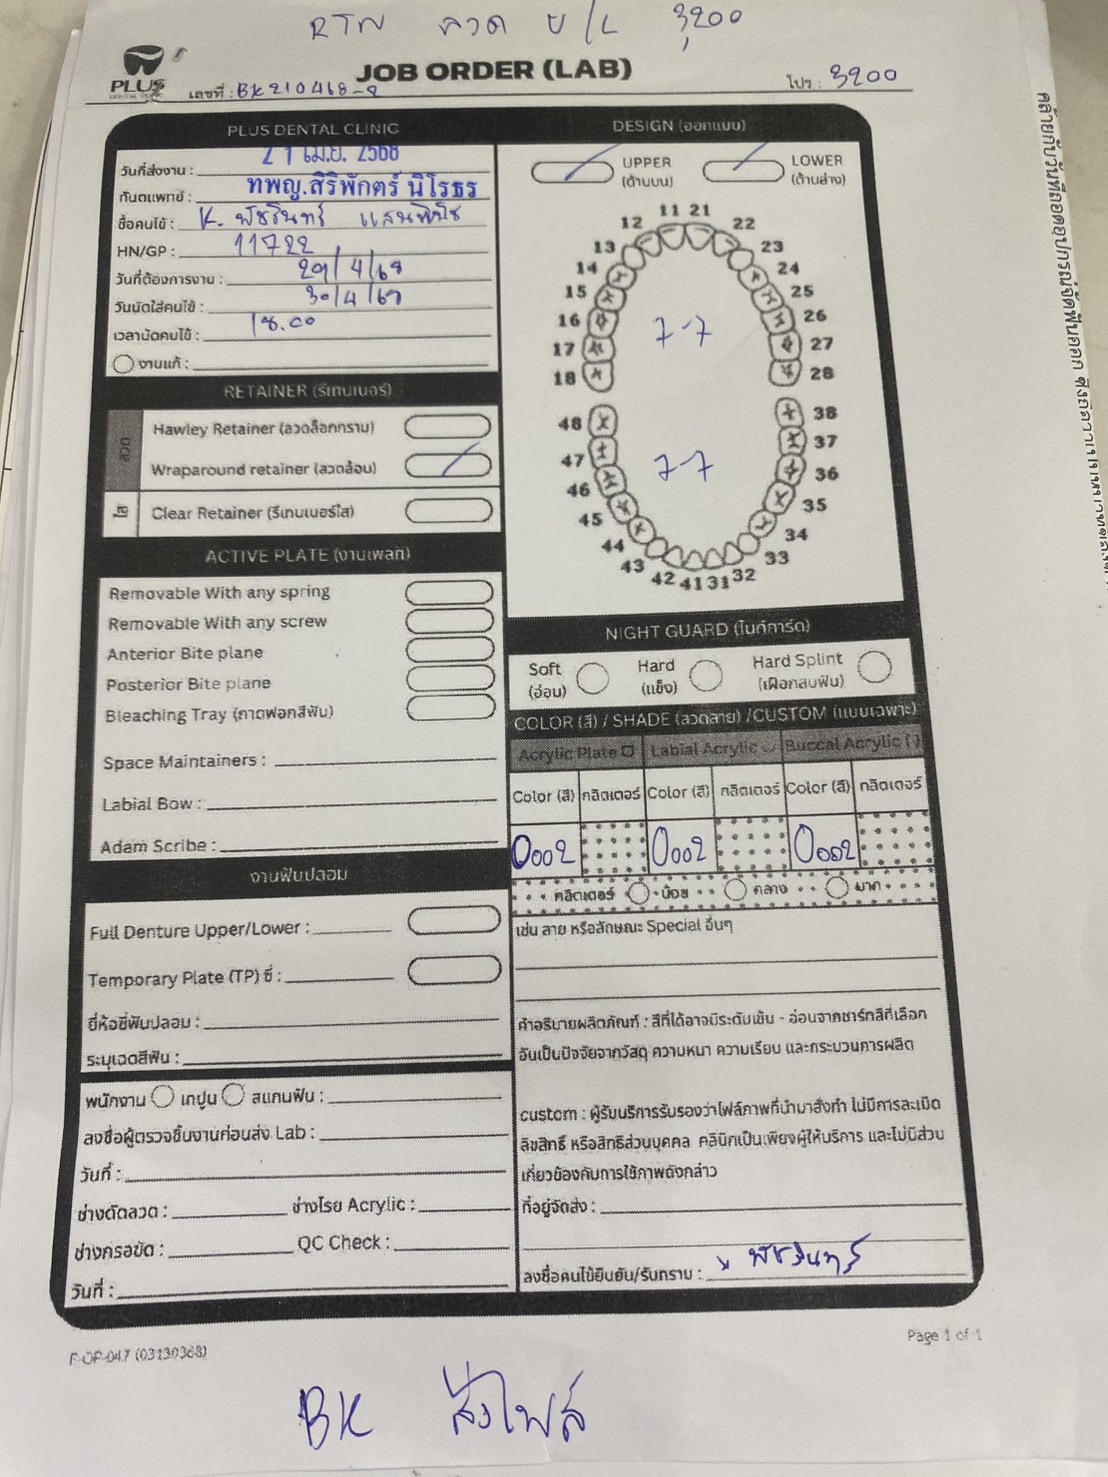 RTN ลวด U/L 3,200
PLUS
DENTAL CLINIC
JOB ORDER (LAB)
เลขที่ : BK210468-2
โปร : 3200
PLUS DENTAL CLINIC
วันที่ส่งงาน : 21 เม.ย. 2568
ทันตแพทย์ : ทพญ.สิริพักตร์ นิโรธร
ชื่อคนไข้ : K. พัชรินทร์ แสนพินิจ
HN/GP : 11722
วันที่ต้องการงาน : 29/4/68
วันนัดใส่คนไข้ : 30/4/68
เวลานัดคนไข้ : 18.00
งานแก้ :
RETAINER (รีเทนเนอร์)
ลวด
Hawley Retainer (ลวดล็อกกราม)
Wraparound retainer (ลวดล้อม)
ใส
Clear Retainer (รีเทนเนอร์ใส)
ACTIVE PLATE (งานเพลท)
Removable With any spring
Removable With any screw
Anterior Bite plane
Posterior Bite plane
Bleaching Tray (ถาดฟอกสีฟัน)
Space Maintainers :
Labial Bow :
Adam Scribe :
งานฟันปลอม
Full Denture Upper/Lower :
Temporary Plate (TP) ซี่ :
ยี่ห้อซี่ฟันปลอม :
ระบุเฉดสีฟัน :
พนักงาน เทปูน สแกนฟัน :
ลงชื่อผู้ตรวจชิ้นงานก่อนส่ง Lab :
วันที่ :
ช่างดัดลวด : ช่างโรย Acrylic :
ช่างกรอขัด : QC Check :
วันที่ :
DESIGN (ออกแบบ)
UPPER
(ด้านบน)
LOWER
(ด้านล่าง)
11 21
12 22
13 23
14 24
15 25
16 7-7 26
17 27
18 28
48 38
47 7-7 37
46 36
45 35
44 34
43 33
42 41 31 32
NIGHT GUARD (ไนท์การ์ด)
Soft
(อ่อน)
Hard
(แข็ง)
Hard Splint
(เฝือกสบฟัน)
COLOR (สี) / SHADE (ลวดลาย) /CUSTOM (แบบเฉพาะ)
Acrylic Plate Labial Acrylic Buccal Acrylic ( )
Color (สี) กลิตเตอร์ Color (สี) กลิตเตอร์ Color (สี) กลิตเตอร์
0002 0002 0002
กลิตเตอร์ น้อย กลาง มาก
เช่น ลาย หรือลักษณะ Special อื่นๆ
คำอธิบายผลิตภัณฑ์ : สีที่ได้อาจมีระดับเข้ม - อ่อนจากชาร์ทสีที่เลือก
อันเป็นปัจจัยจากวัสดุ ความหนา ความเรียบ และกระบวนการผลิต
custom : ผู้รับบริการรับรองว่าไฟล์ภาพที่นำมาสั่งทำ ไม่มีการละเมิด
ลิขสิทธิ์ หรือสิทธิส่วนบุคคล คลินิกเป็นเพียงผู้ให้บริการ และไม่มีส่วน
เกี่ยวข้องกับการใช้ภาพดังกล่าว
ที่อยู่จัดส่ง :
ลงชื่อคนไข้ยืนยัน/รับทราบ : x พัชรินทร์
F-OP-047 (03130368)
Page 1 of 1
BK ส่งไฟล์